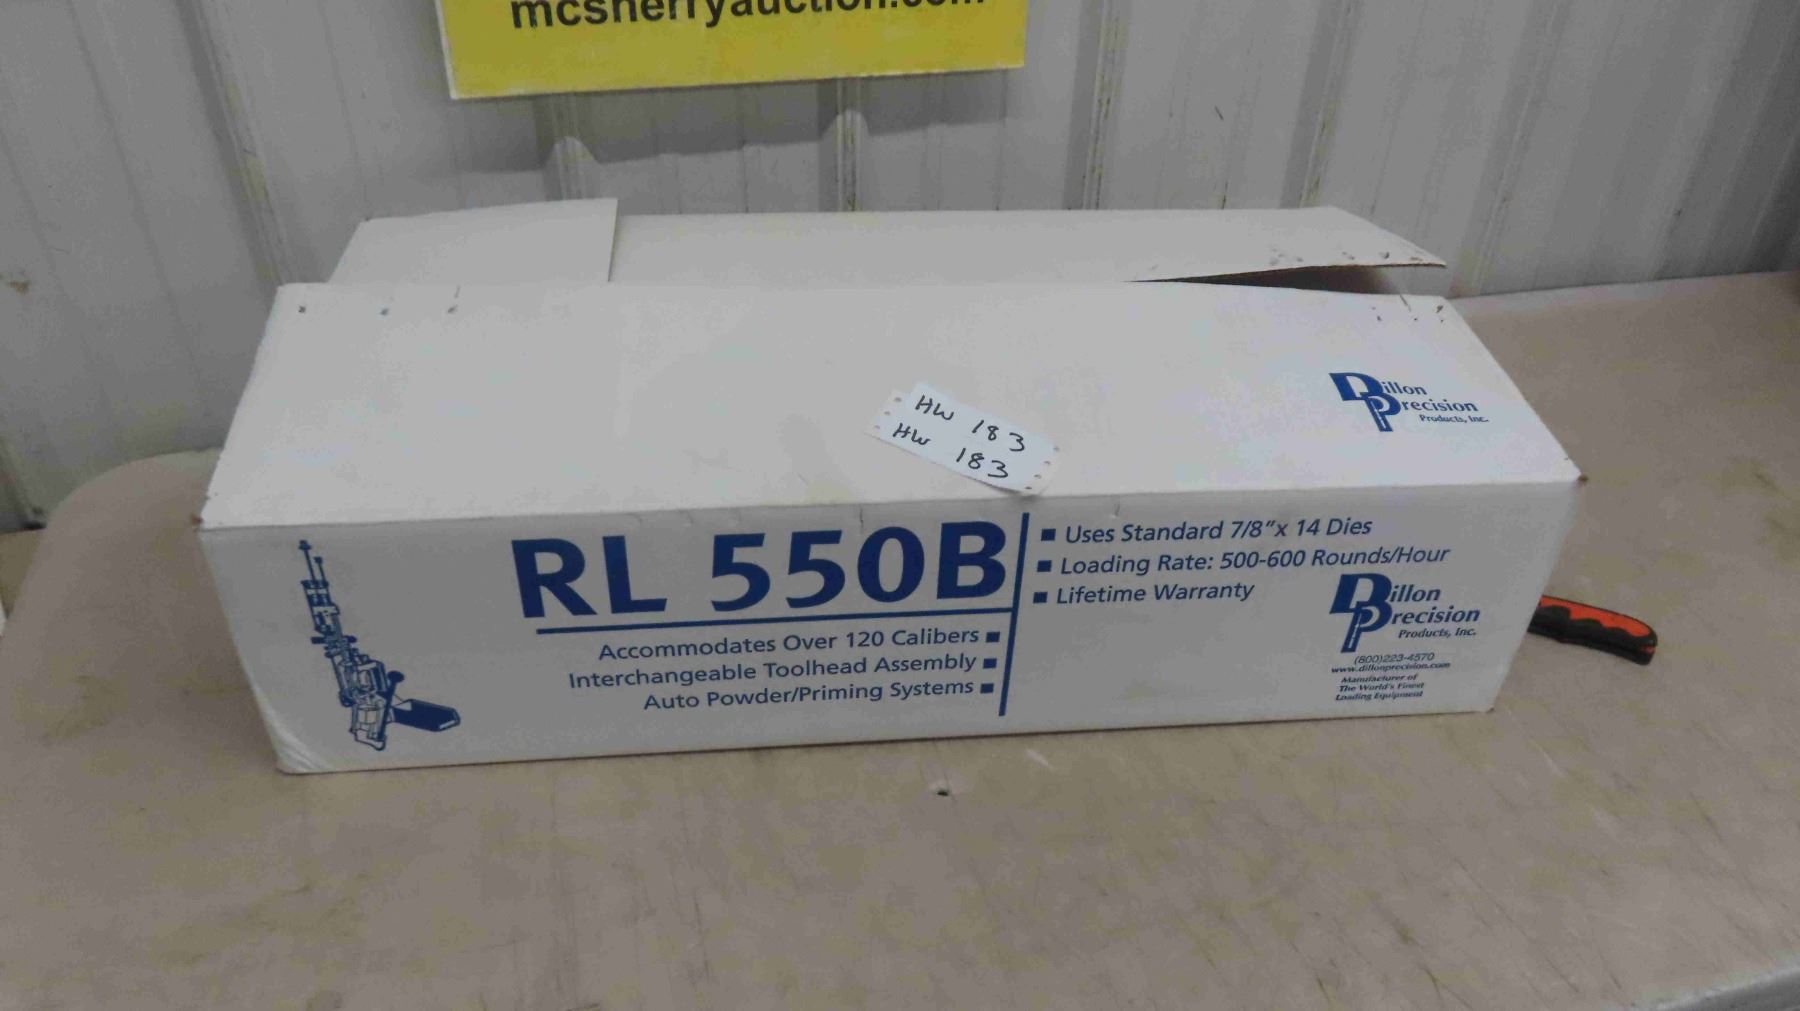 mcsherryauction.com
HW 183
HW 183
Dillon
Precision
Products, Inc.
RL 550B
Accommodates Over 120 Calibers ■
Interchangeable Toolhead Assembly ■
Auto Powder/Priming Systems ■
■ Uses Standard 7/8”x 14 Dies
■ Loading Rate: 500-600 Rounds/Hour
■ Lifetime Warranty
Dillon
Precision
Products, Inc.
(800)223-4570
www.dillonprecision.com
Manufacturer of
The World's Finest
Loading Equipment